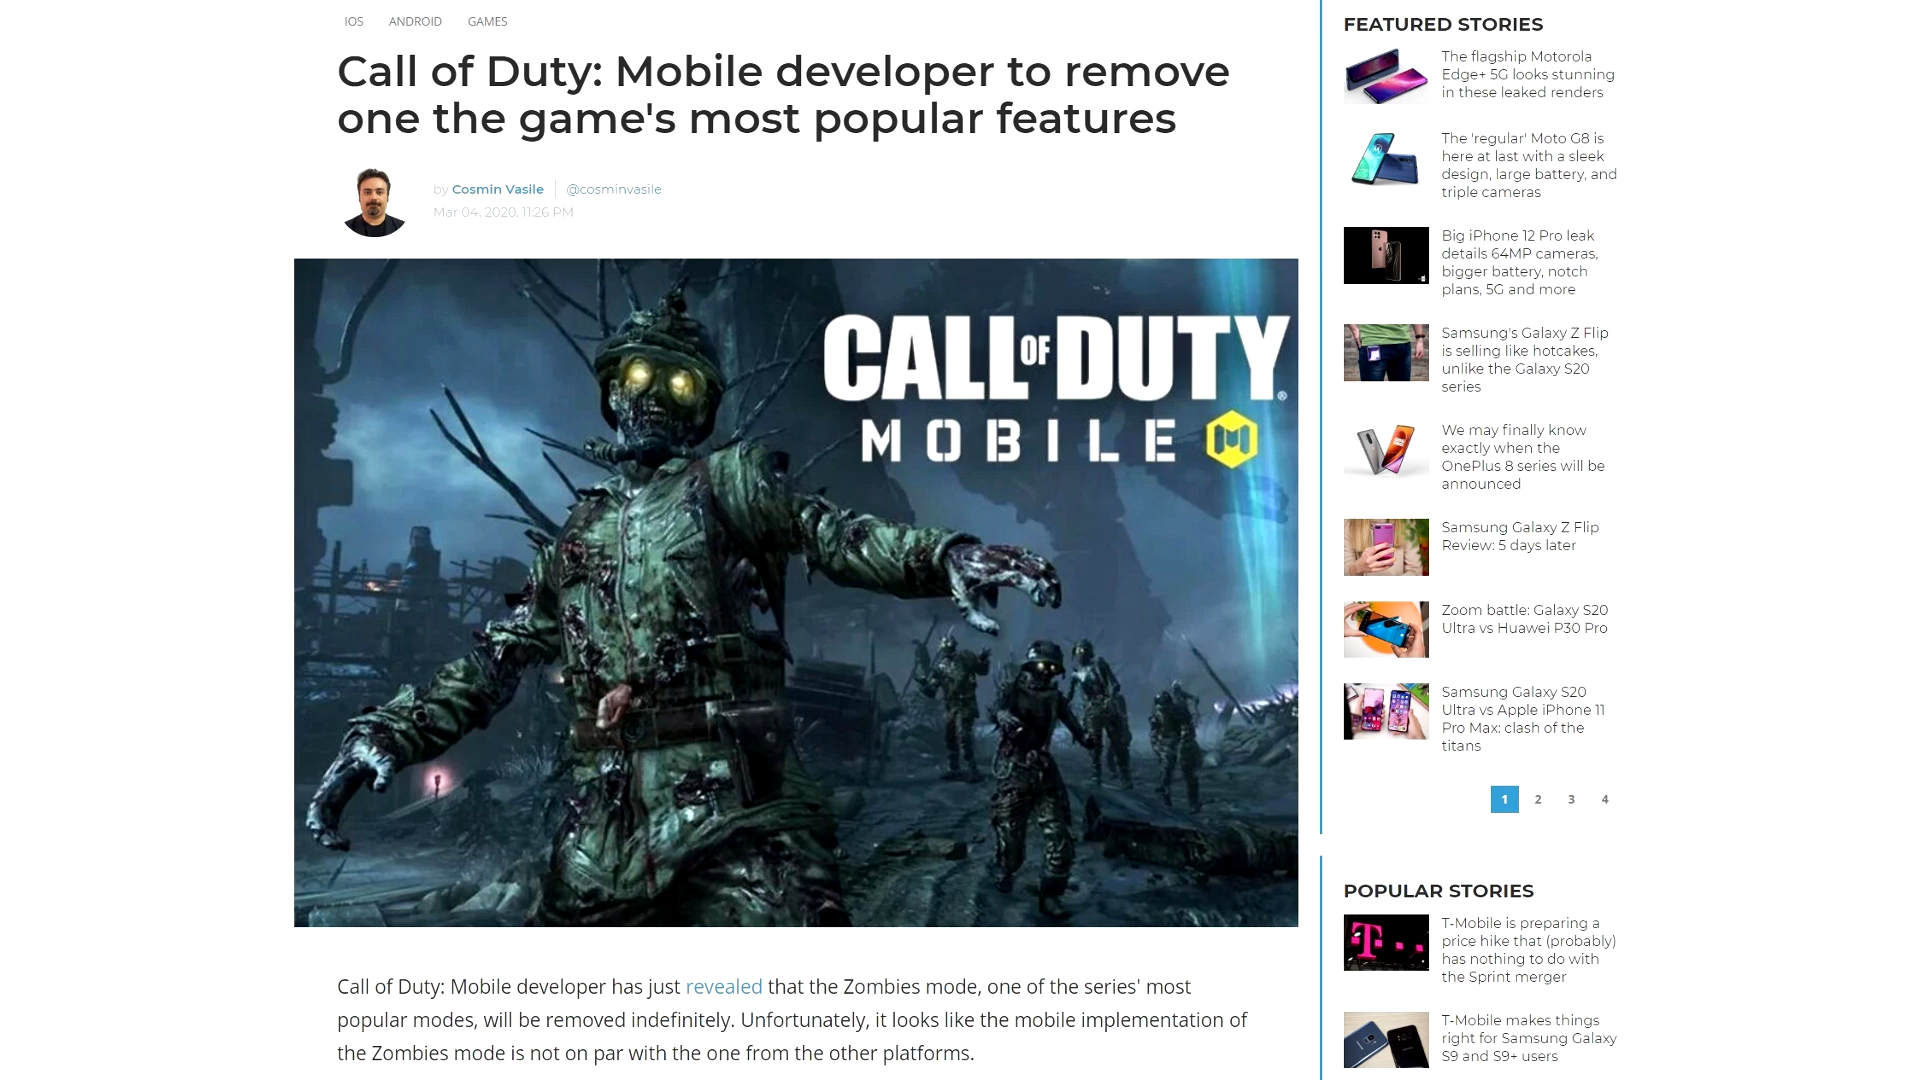 IOS ANDROID GAMES
Call of Duty: Mobile developer to remove
one the game's most popular features
by Cosmin Vasile @cosminvasile
Mar 04, 2020, 11:26 PM
CALL OF DUTY®
MOBILE
Call of Duty: Mobile developer has just revealed that the Zombies mode, one of the series' most
popular modes, will be removed indefinitely. Unfortunately, it looks like the mobile implementation of
the Zombies mode is not on par with the one from the other platforms.
FEATURED STORIES
The flagship Motorola
Edge+ 5G looks stunning
in these leaked renders
The 'regular' Moto G8 is
here at last with a sleek
design, large battery, and
triple cameras
Big iPhone 12 Pro leak
details 64MP cameras,
bigger battery, notch
plans, 5G and more
Samsung's Galaxy Z Flip
is selling like hotcakes,
unlike the Galaxy S20
series
We may finally know
exactly when the
OnePlus 8 series will be
announced
Samsung Galaxy Z Flip
Review: 5 days later
Zoom battle: Galaxy S20
Ultra vs Huawei P30 Pro
Samsung Galaxy S20
Ultra vs Apple iPhone 11
Pro Max: clash of the
titans
1 2 3 4
POPULAR STORIES
T-Mobile is preparing a
price hike that (probably)
has nothing to do with
the Sprint merger
T-Mobile makes things
right for Samsung Galaxy
S9 and S9+ users